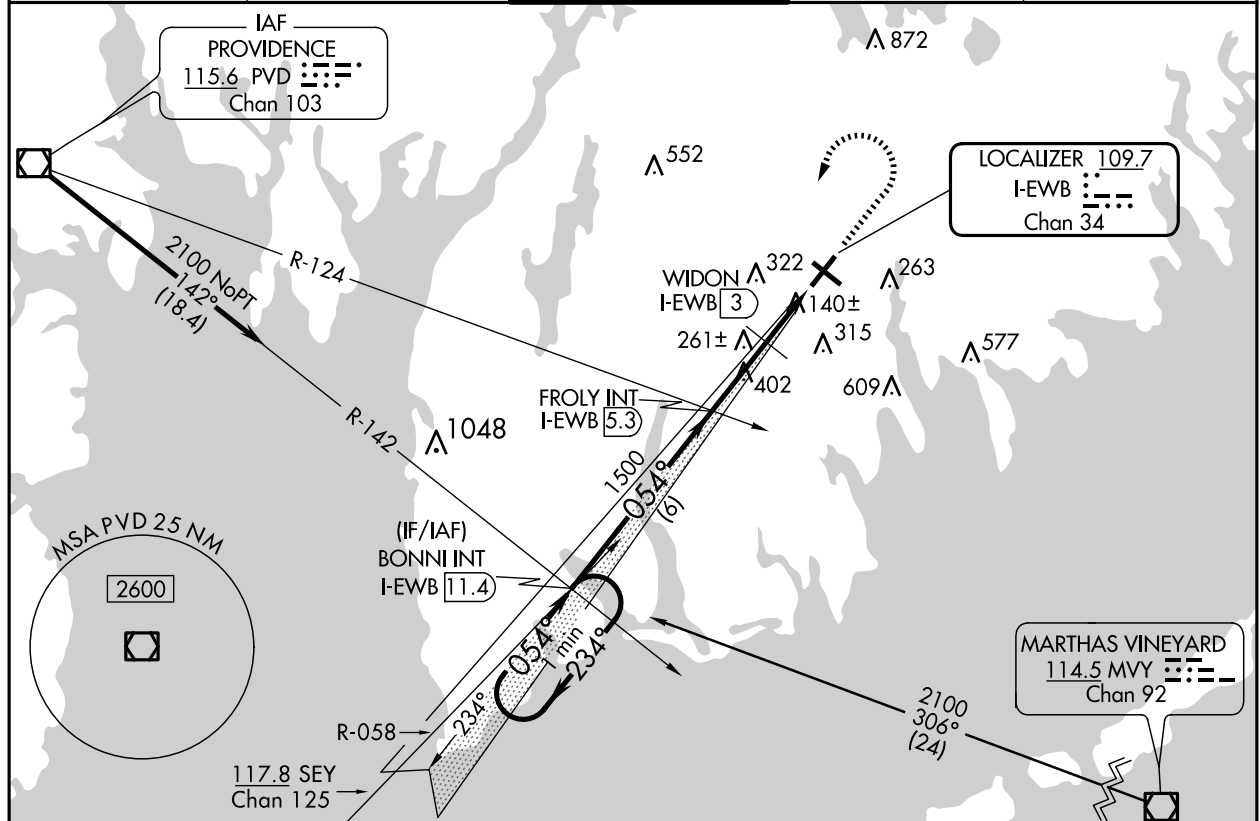 IAF
PROVIDENCE
115.6 PVD
Chan 103
872
552
LOCALIZER 109.7
I-EWB
Chan 34
2100 NoPT
142°
(18.4)
R-124
WIDON
I-EWB 3
322
263
140±
261±
315
577
402
609
FROLY INT
I-EWB 5.3
R-142
1048
1500
054°
(6)
MSA PVD 25 NM
2600
(IF/IAF)
BONNI INT
I-EWB 11.4
054°
1 min
234°
234°
R-058
117.8 SEY
Chan 125
2100
306°
(24)
MARTHAS VINEYARD
114.5 MVY
Chan 92